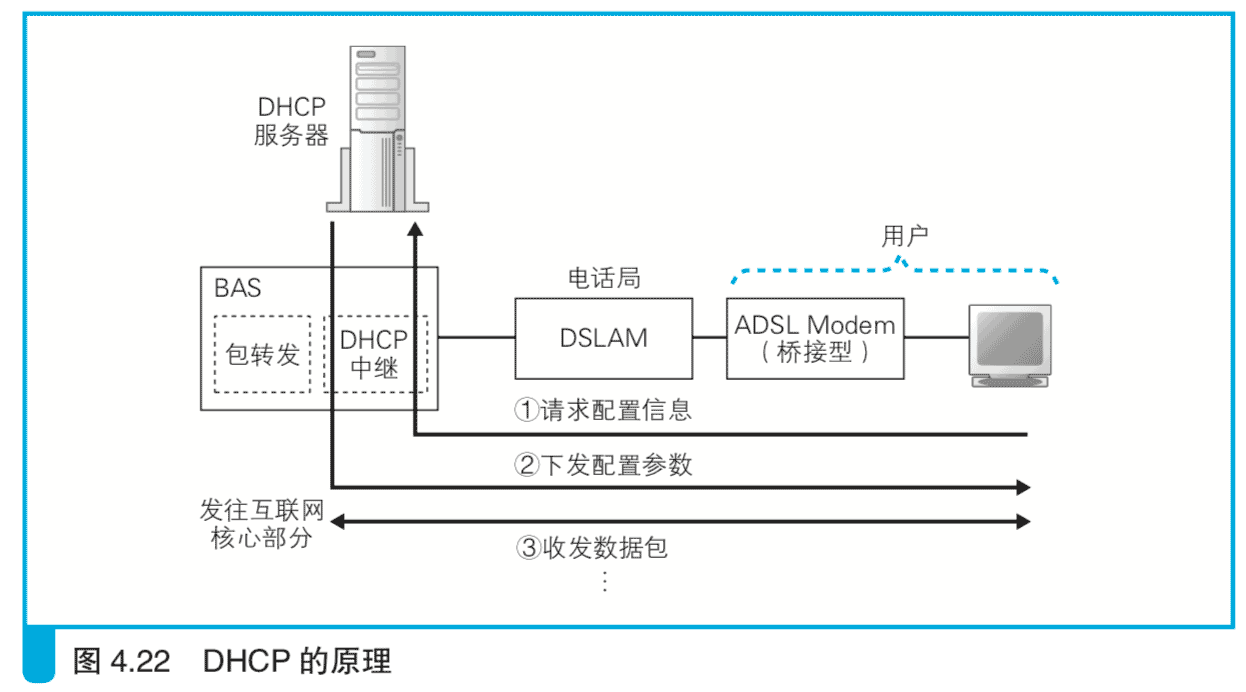 DHCP
服务器
用户
电话局
BAS
包转发
DHCP
中继
DSLAM
ADSL Modem
（桥接型）
①请求配置信息
②下发配置参数
发往互联网
核心部分
③收发数据包
⋮
图 4.22 DHCP 的原理